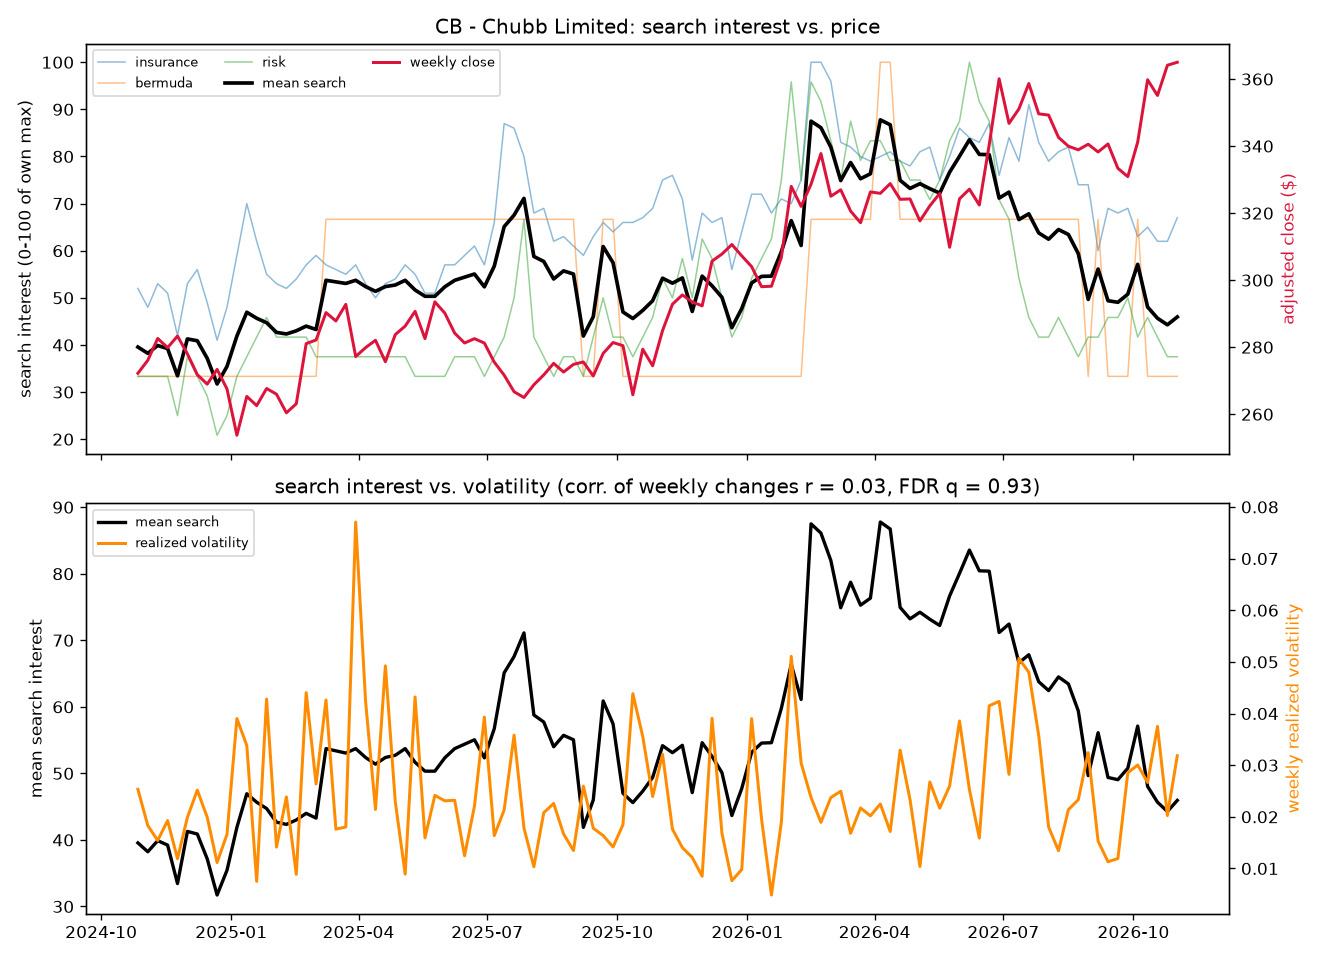 CB - Chubb Limited: search interest vs. price
insurance
bermuda
risk
mean search
weekly close
search interest (0-100 of own max)
100
90
80
70
60
50
40
30
20
adjusted close ($)
360
340
320
300
280
260
search interest vs. volatility (corr. of weekly changes r = 0.03, FDR q = 0.93)
mean search
realized volatility
mean search interest
90
80
70
60
50
40
30
weekly realized volatility
0.08
0.07
0.06
0.05
0.04
0.03
0.02
0.01
2024-10 2025-01 2025-04 2025-07 2025-10 2026-01 2026-04 2026-07 2026-10